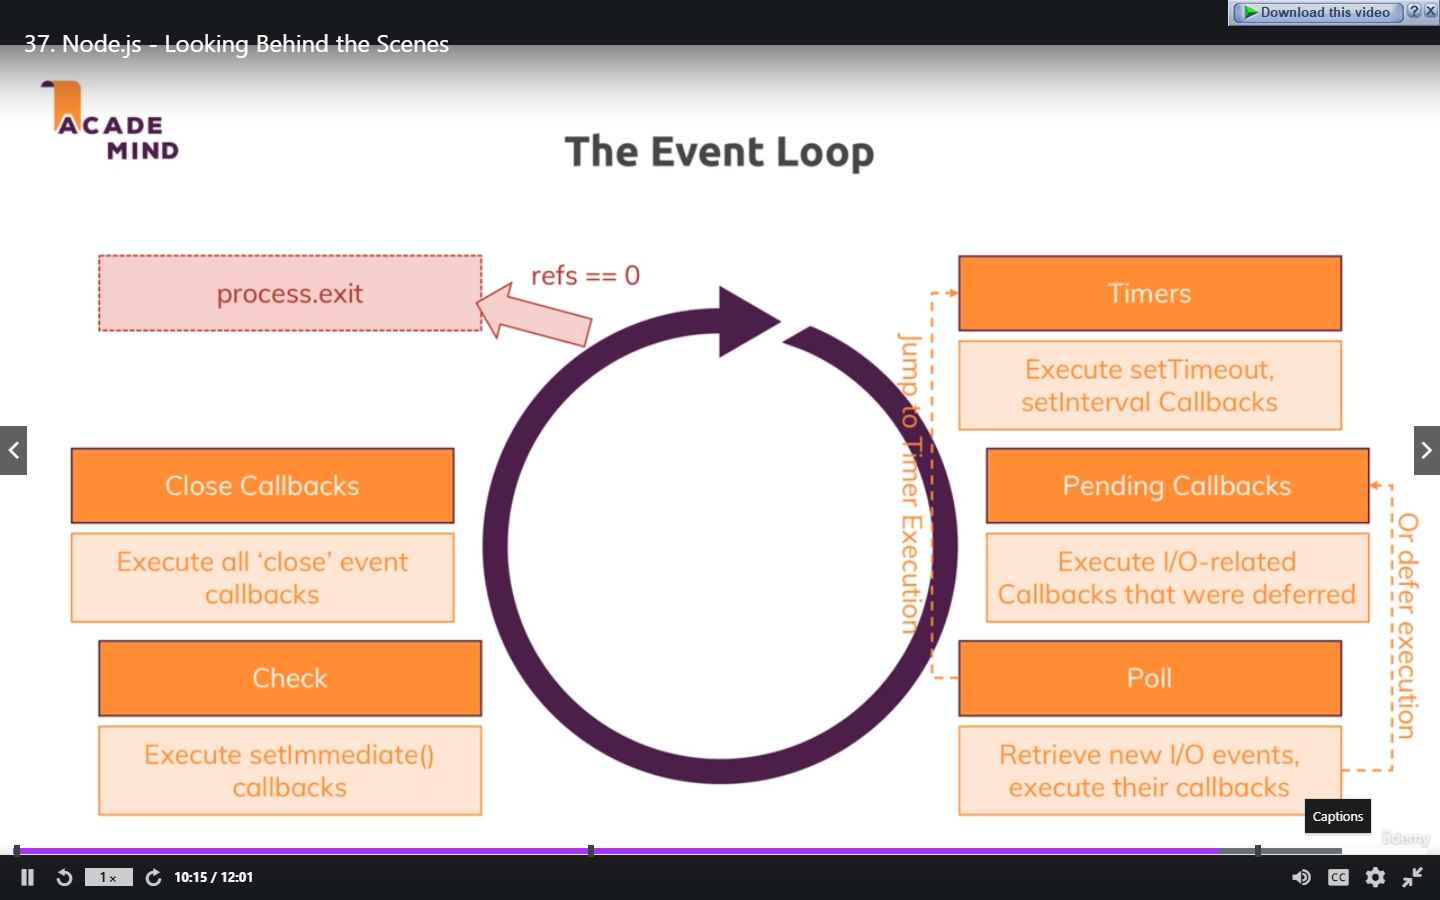 Download this video ? X
37. Node.js - Looking Behind the Scenes
ACADE
MIND
The Event Loop
process.exit
refs == 0
Timers
Execute setTimeout,
setInterval Callbacks
Jump to Timer Execution
Close Callbacks
Execute all ‘close’ event
callbacks
Pending Callbacks
Execute I/O-related
Callbacks that were deferred
Or defer execution
Check
Execute setImmediate()
callbacks
Poll
Retrieve new I/O events,
execute their callbacks
Captions
ûdemy
1 x
10:15 / 12:01
CC